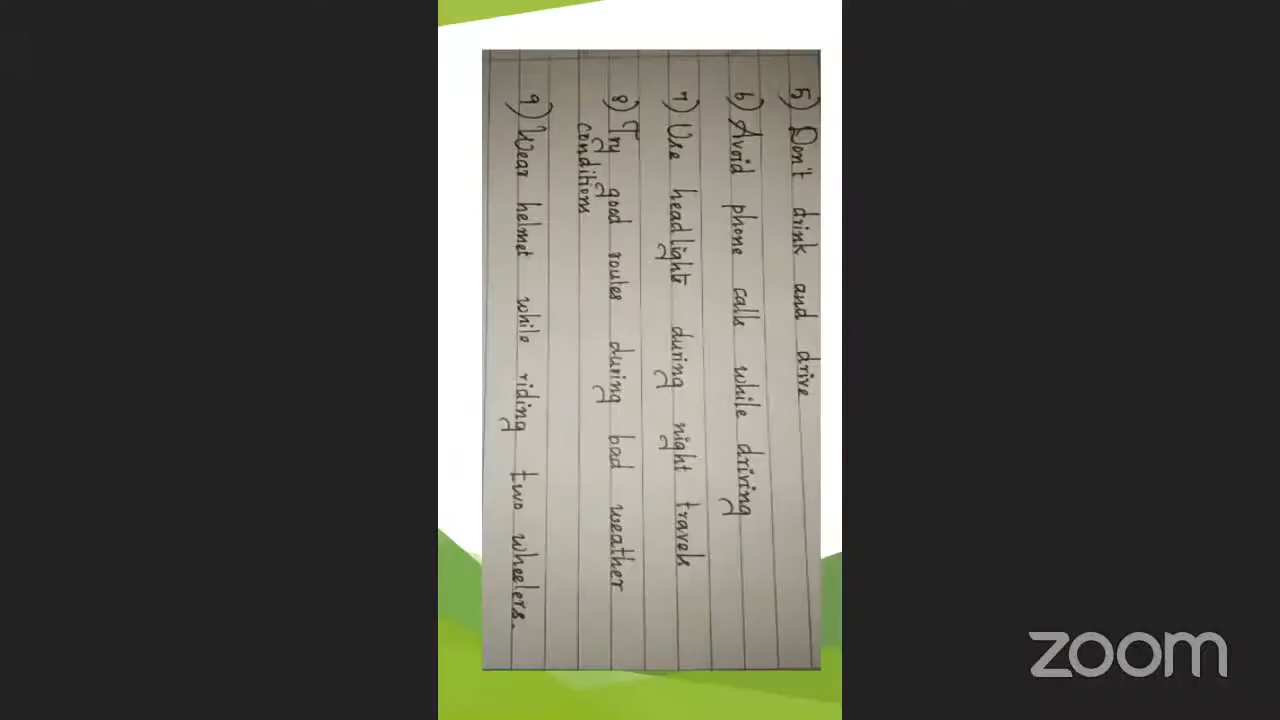 5) Don't drink and drive
6) Avoid phone calls while driving
7) Use headlights during night travels
8) Try good routes during bad weather
conditions
9) Wear helmet while riding two wheelers.
zoom